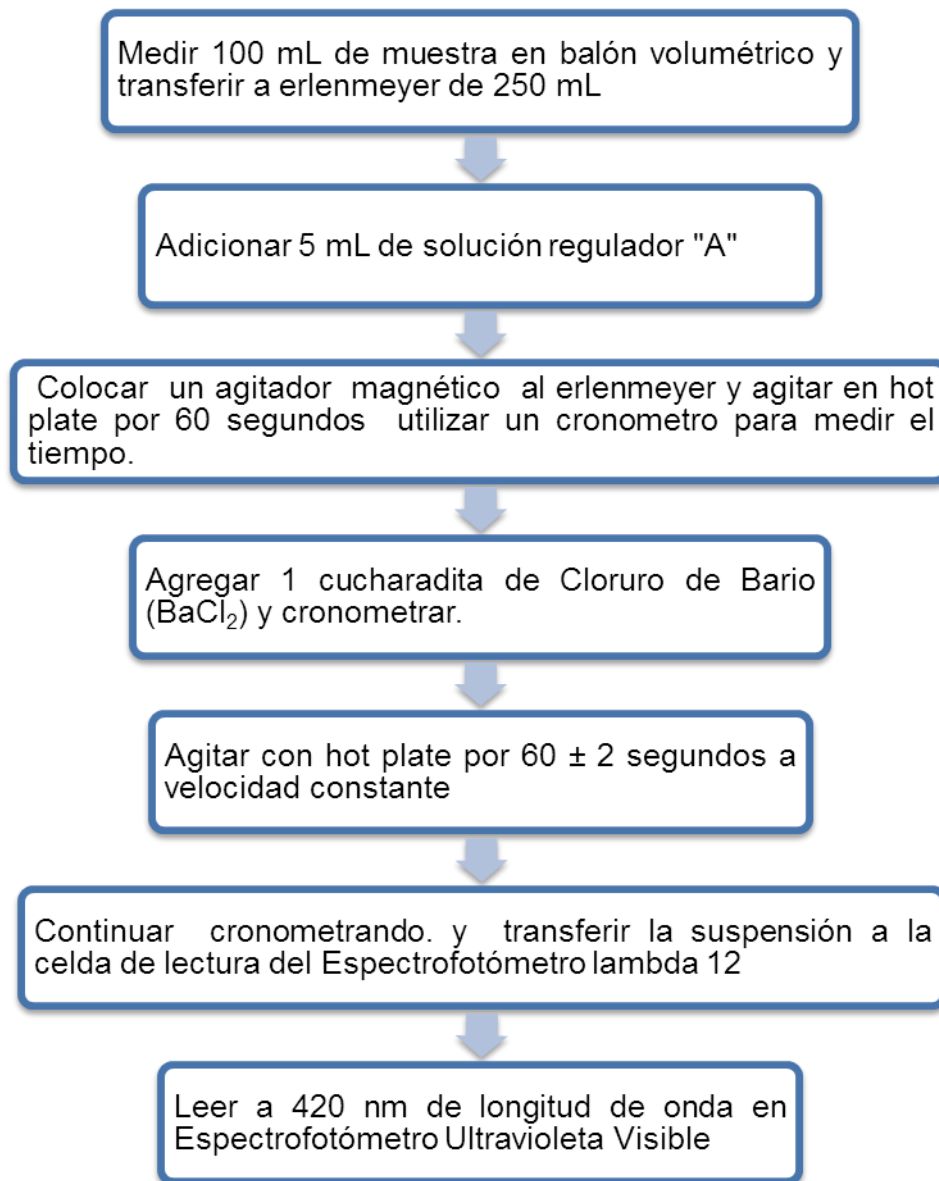 Medir 100 mL de muestra en balón volumétrico y
transferir a erlenmeyer de 250 mL
Adicionar 5 mL de solución regulador "A"
Colocar un agitador magnético al erlenmeyer y agitar en hot
plate por 60 segundos utilizar un cronometro para medir el
tiempo.
Agregar 1 cucharadita de Cloruro de Bario
(BaCl₂) y cronometrar.
Agitar con hot plate por 60 ± 2 segundos a
velocidad constante
Continuar cronometrando. y transferir la suspensión a la
celda de lectura del Espectrofotómetro lambda 12
Leer a 420 nm de longitud de onda en
Espectrofotómetro Ultravioleta Visible